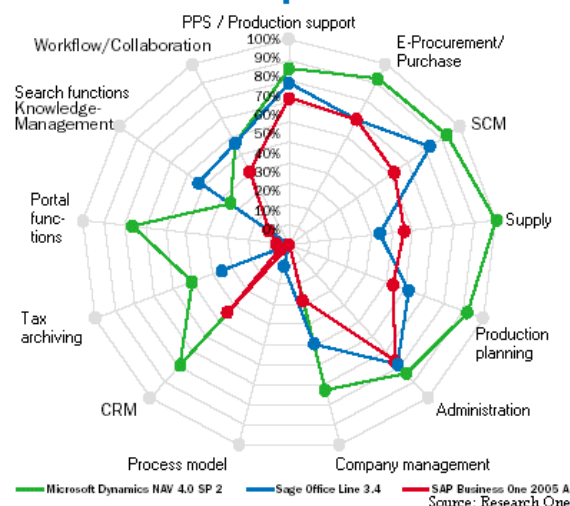 PPS / Production support
100%
90%
80%
70%
60%
50%
40%
30%
20%
10%
0%
E-Procurement/
Purchase
SCM
Supply
Production
planning
Administration
Company management
Process model
CRM
Tax
archiving
Portal
func-
tions
Search functions
Knowledge-
Management
Workflow/Collaboration
Microsoft Dynamics NAV 4.0 SP 2
Sage Office Line 3.4
SAP Business One 2005 A
Source: Research One